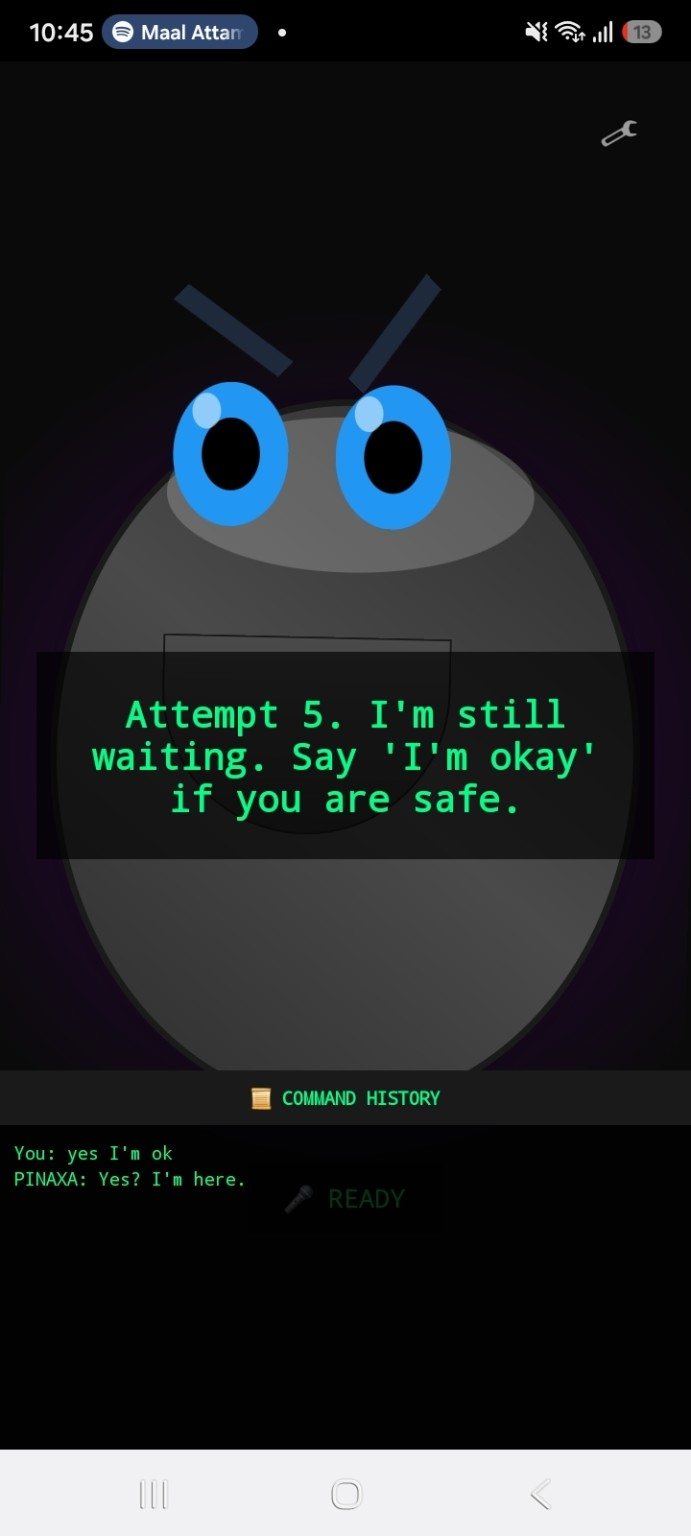 10:45 Maal Attam
13
Attempt 5. I'm still
waiting. Say 'I'm okay'
if you are safe.
COMMAND HISTORY
You: yes I'm ok
PINAXA: Yes? I'm here.
READY